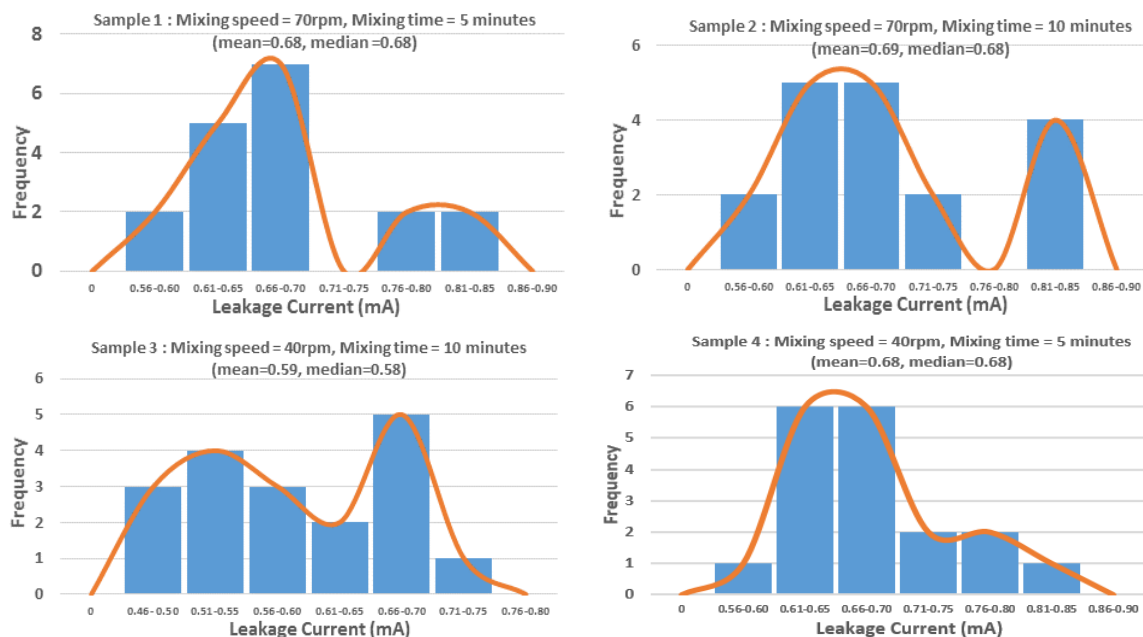 Sample 1 : Mixing speed = 70rpm, Mixing time = 5 minutes
(mean=0.68, median =0.68)
8
6
4
2
0
Frequency
0 0.56-0.60 0.61-0.65 0.66-0.70 0.71-0.75 0.76-0.80 0.81-0.85 0.86-0.90
Leakage Current (mA)
Sample 2 : Mixing speed = 70rpm, Mixing time = 10 minutes
(mean=0.69, median=0.68)
6
4
2
0
Frequency
0 0.56-0.60 0.61-0.65 0.66-0.70 0.71-0.75 0.76-0.80 0.81-0.85 0.86-0.90
Leakage Current (mA)
Sample 3 : Mixing speed = 40rpm, Mixing time = 10 minutes
(mean=0.59, median=0.58)
6
5
4
3
2
1
0
Frequency
0 0.46- 0.50 0.51-0.55 0.56-0.60 0.61-0.65 0.66-0.70 0.71-0.75 0.76-0.80
Leakage Current (mA)
Sample 4 : Mixing speed = 40rpm, Mixing time = 5 minutes
(mean=0.68, median=0.68)
7
6
5
4
3
2
1
0
Frequency
0 0.56-0.60 0.61-0.65 0.66-0.70 0.71-0.75 0.76-0.80 0.81-0.85 0.86-0.90
Leakage Current (mA)